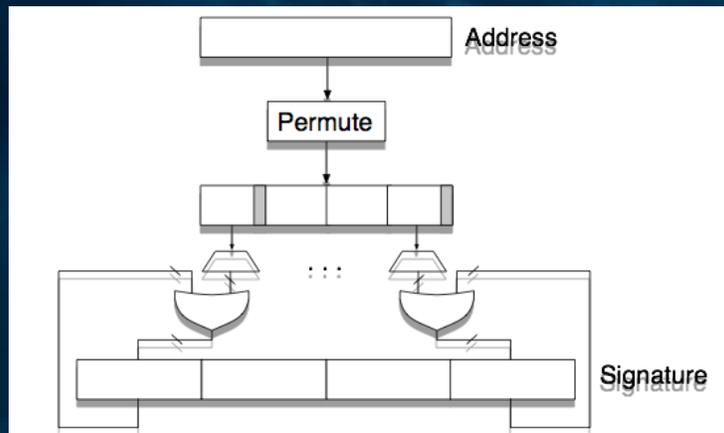 Address
Permute
. . .
Signature